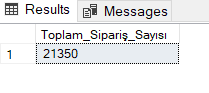 Results Messages
Toplam_Sipariş_Sayısı
1 21350